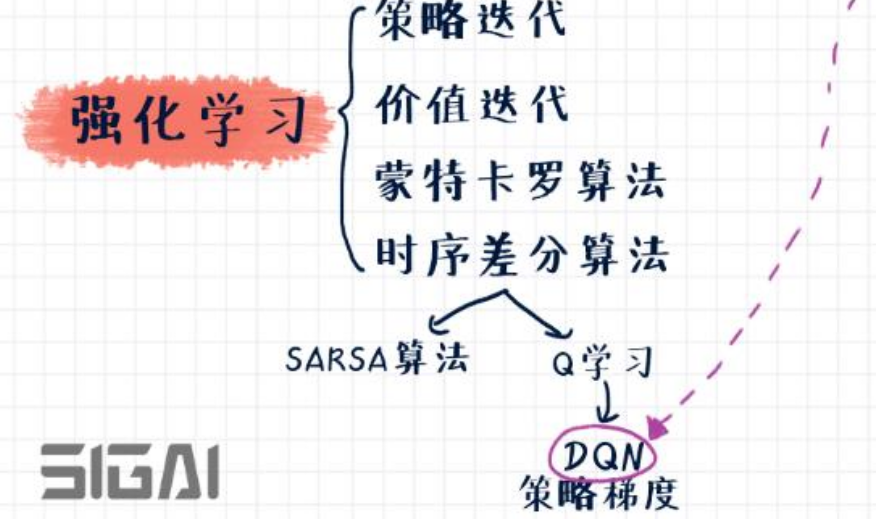 策略迭代
强化学习
价值迭代
蒙特卡罗算法
时序差分算法
SARSA算法
Q学习
DQN
策略梯度
SIGAI